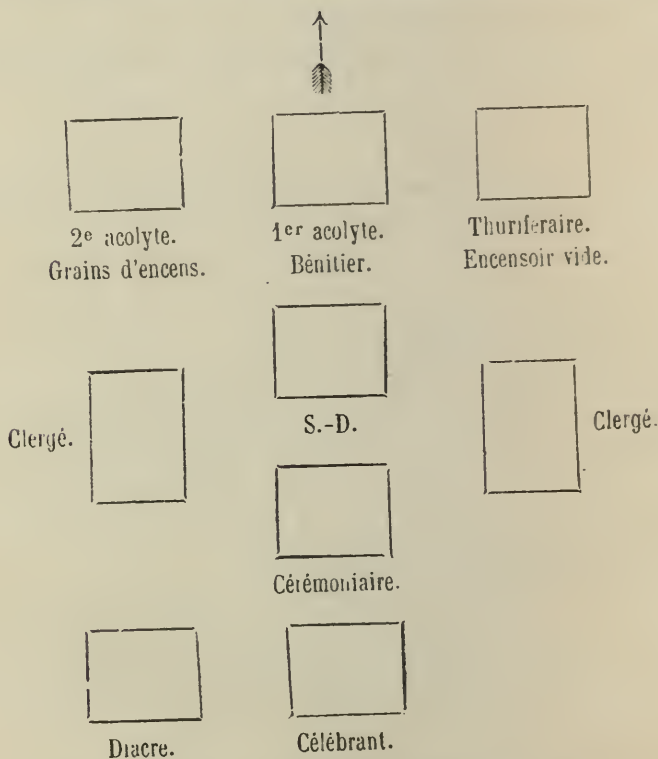 2e acolyte.
Grains d'encens.
1er acolyte.
Bénitier.
Thuriféraire.
Encensoir vide.
Clergé.
S.-D.
Clergé.
Cérémoniaire.
Diacre.
Célébrant.